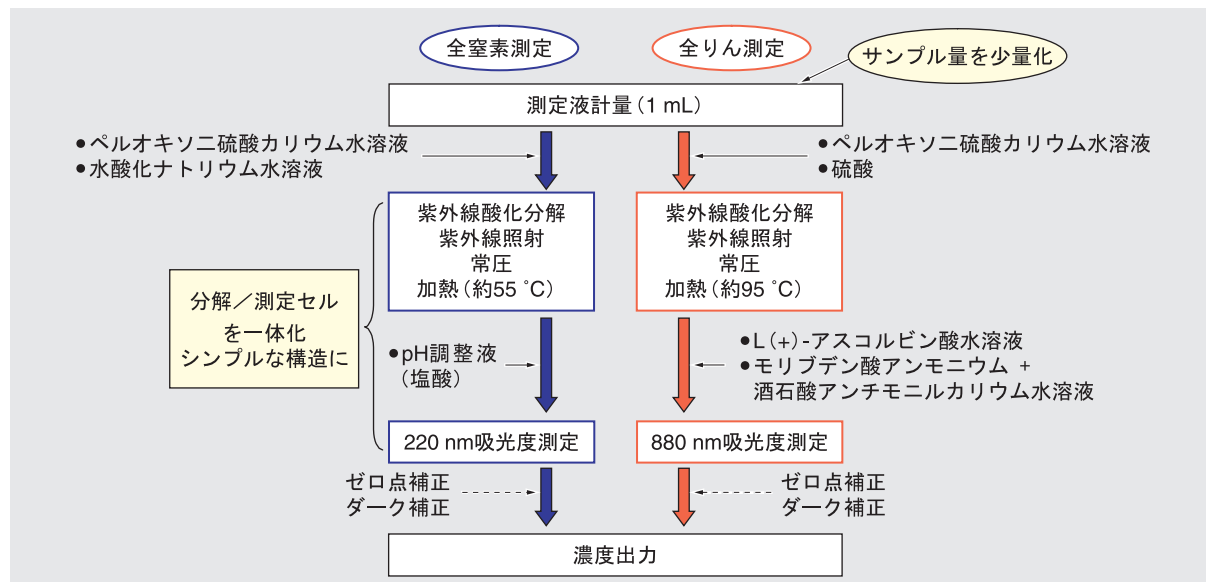 全窒素測定
全りん測定
サンプル量を少量化
測定液計量（1 mL）
●ペルオキソ二硫酸カリウム水溶液
●水酸化ナトリウム水溶液
●ペルオキソ二硫酸カリウム水溶液
●硫酸
紫外線酸化分解
紫外線照射
常圧
加熱（約55 ℃）
紫外線酸化分解
紫外線照射
常圧
加熱（約95 ℃）
分解／測定セル
を一体化
シンプルな構造に
●pH調整液
（塩酸）
●L（+）-アスコルビン酸水溶液
●モリブデン酸アンモニウム +
酒石酸アンチモニルカリウム水溶液
220 nm吸光度測定
880 nm吸光度測定
ゼロ点補正
ダーク補正
ゼロ点補正
ダーク補正
濃度出力